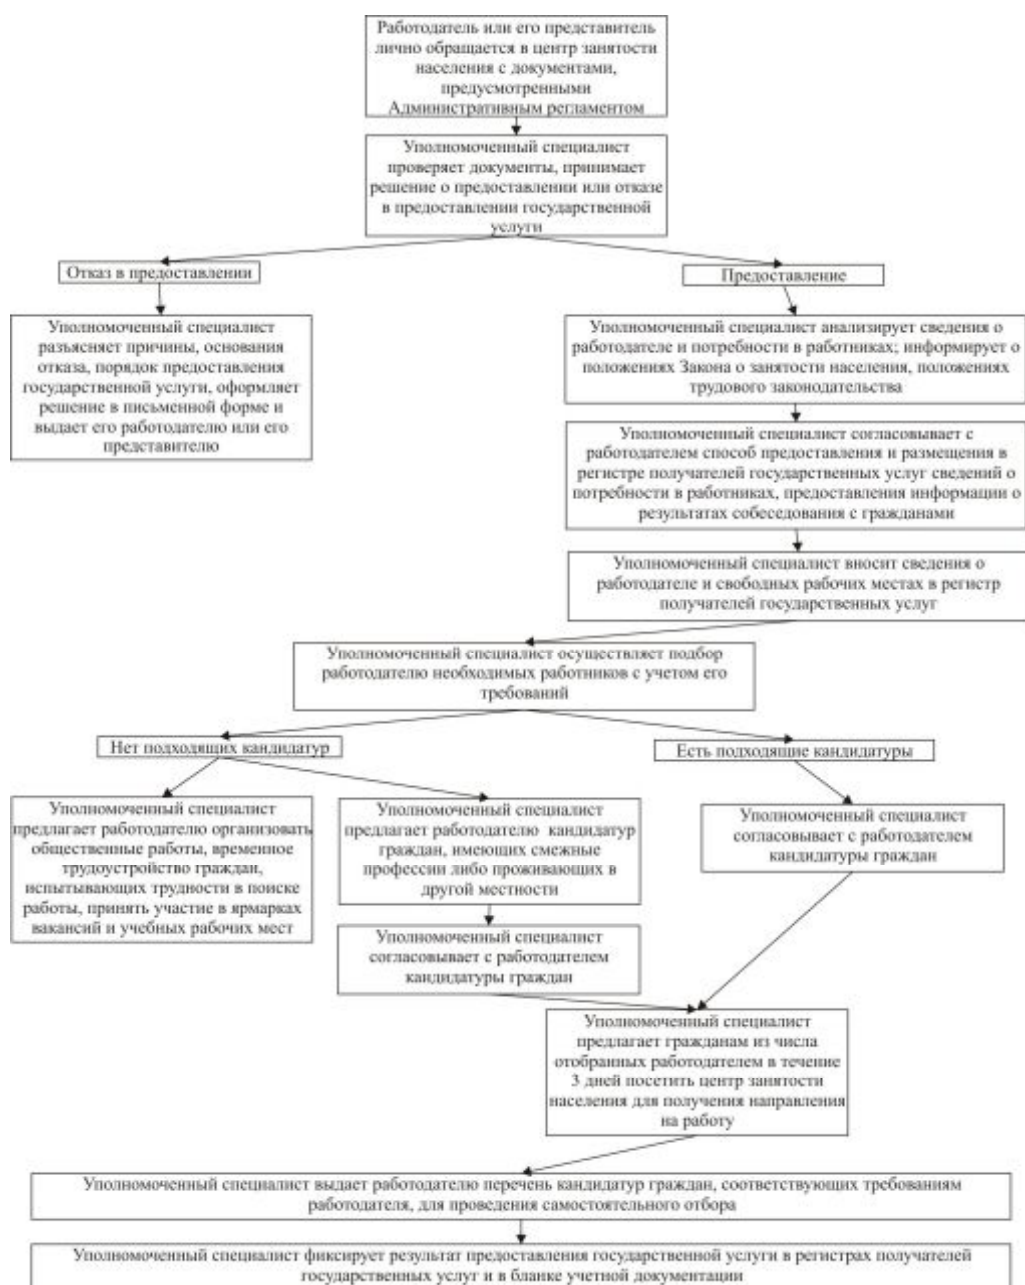 Работодатель или его представитель
лично обращается в центр занятости
населения с документами,
предусмотренными
Административным регламентом
Уполномоченный специалист
проверяет документы, принимает
решение о предоставлении или отказе
в предоставлении государственной
услуги
Отказ в предоставлении
Предоставление
Уполномоченный специалист
разъясняет причины, основания
отказа, порядок предоставления
государственной услуги, оформляет
решение в письменной форме и
выдает его работодателю или его
представителю
Уполномоченный специалист анализирует сведения о
работодателе и потребности в работниках; информирует о
положениях Закона о занятости населения, положениях
трудового законодательства
Уполномоченный специалист согласовывает с
работодателем способ предоставления и размещения в
регистре получателей государственных услуг сведений о
потребности в работниках, предоставления информации о
результатах собеседования с гражданами
Уполномоченный специалист вносит сведения о
работодателе и свободных рабочих местах в регистр
получателей государственных услуг
Уполномоченный специалист осуществляет подбор
работодателю необходимых работников с учетом его
требований
Нет подходящих кандидатур
Есть подходящие кандидатуры
Уполномоченный специалист
предлагает работодателю организовать
общественные работы, временное
трудоустройство граждан,
испытывающих трудности в поиске
работы, принять участие в ярмарках
вакансий и учебных рабочих мест
Уполномоченный специалист
предлагает работодателю кандидатур
граждан, имеющих смежные
профессии либо проживающих в
другой местности
Уполномоченный специалист
согласовывает с работодателем
кандидатуры граждан
Уполномоченный специалист
согласовывает с работодателем
кандидатуры граждан
Уполномоченный специалист
предлагает гражданам из числа
отобранных работодателем в течение
3 дней посетить центр занятости
населения для получения направления
на работу
Уполномоченный специалист выдает работодателю перечень кандидатур граждан, соответствующих требованиям
работодателя, для проведения самостоятельного отбора
Уполномоченный специалист фиксирует результат предоставления государственной услуги в регистрах получателей
государственных услуг и в бланке учетной документации